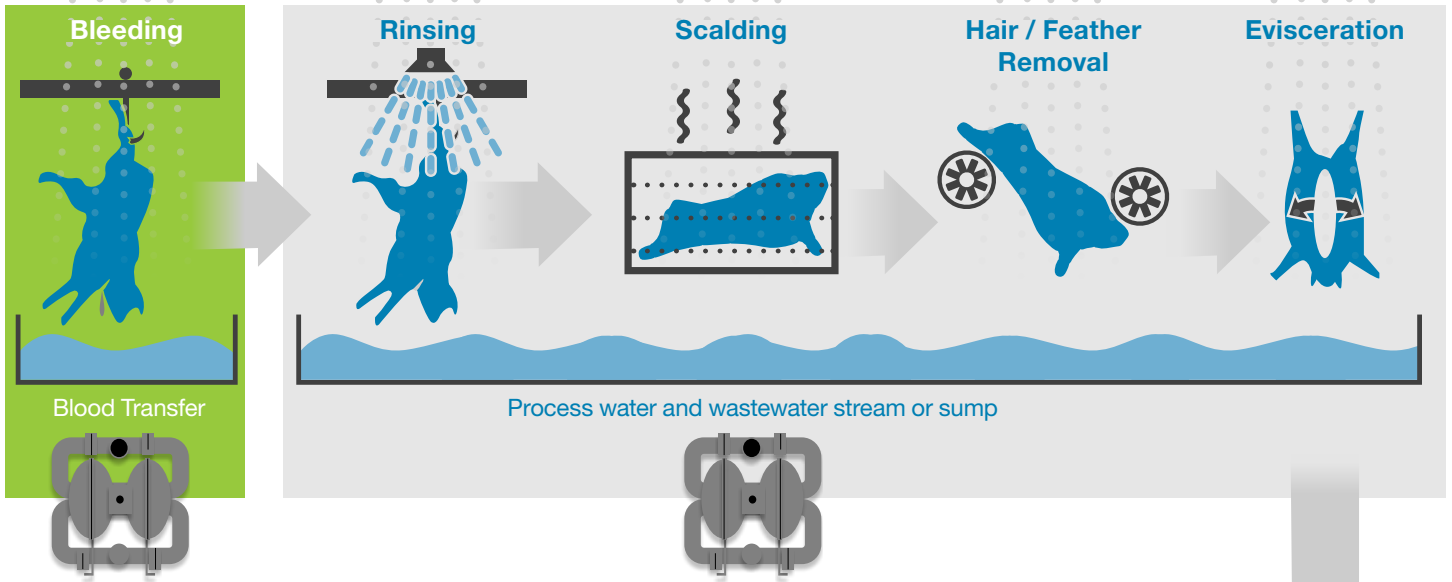 Bleeding
Rinsing
Scalding
Hair / Feather
Removal
Evisceration
Blood Transfer
Process water and wastewater stream or sump